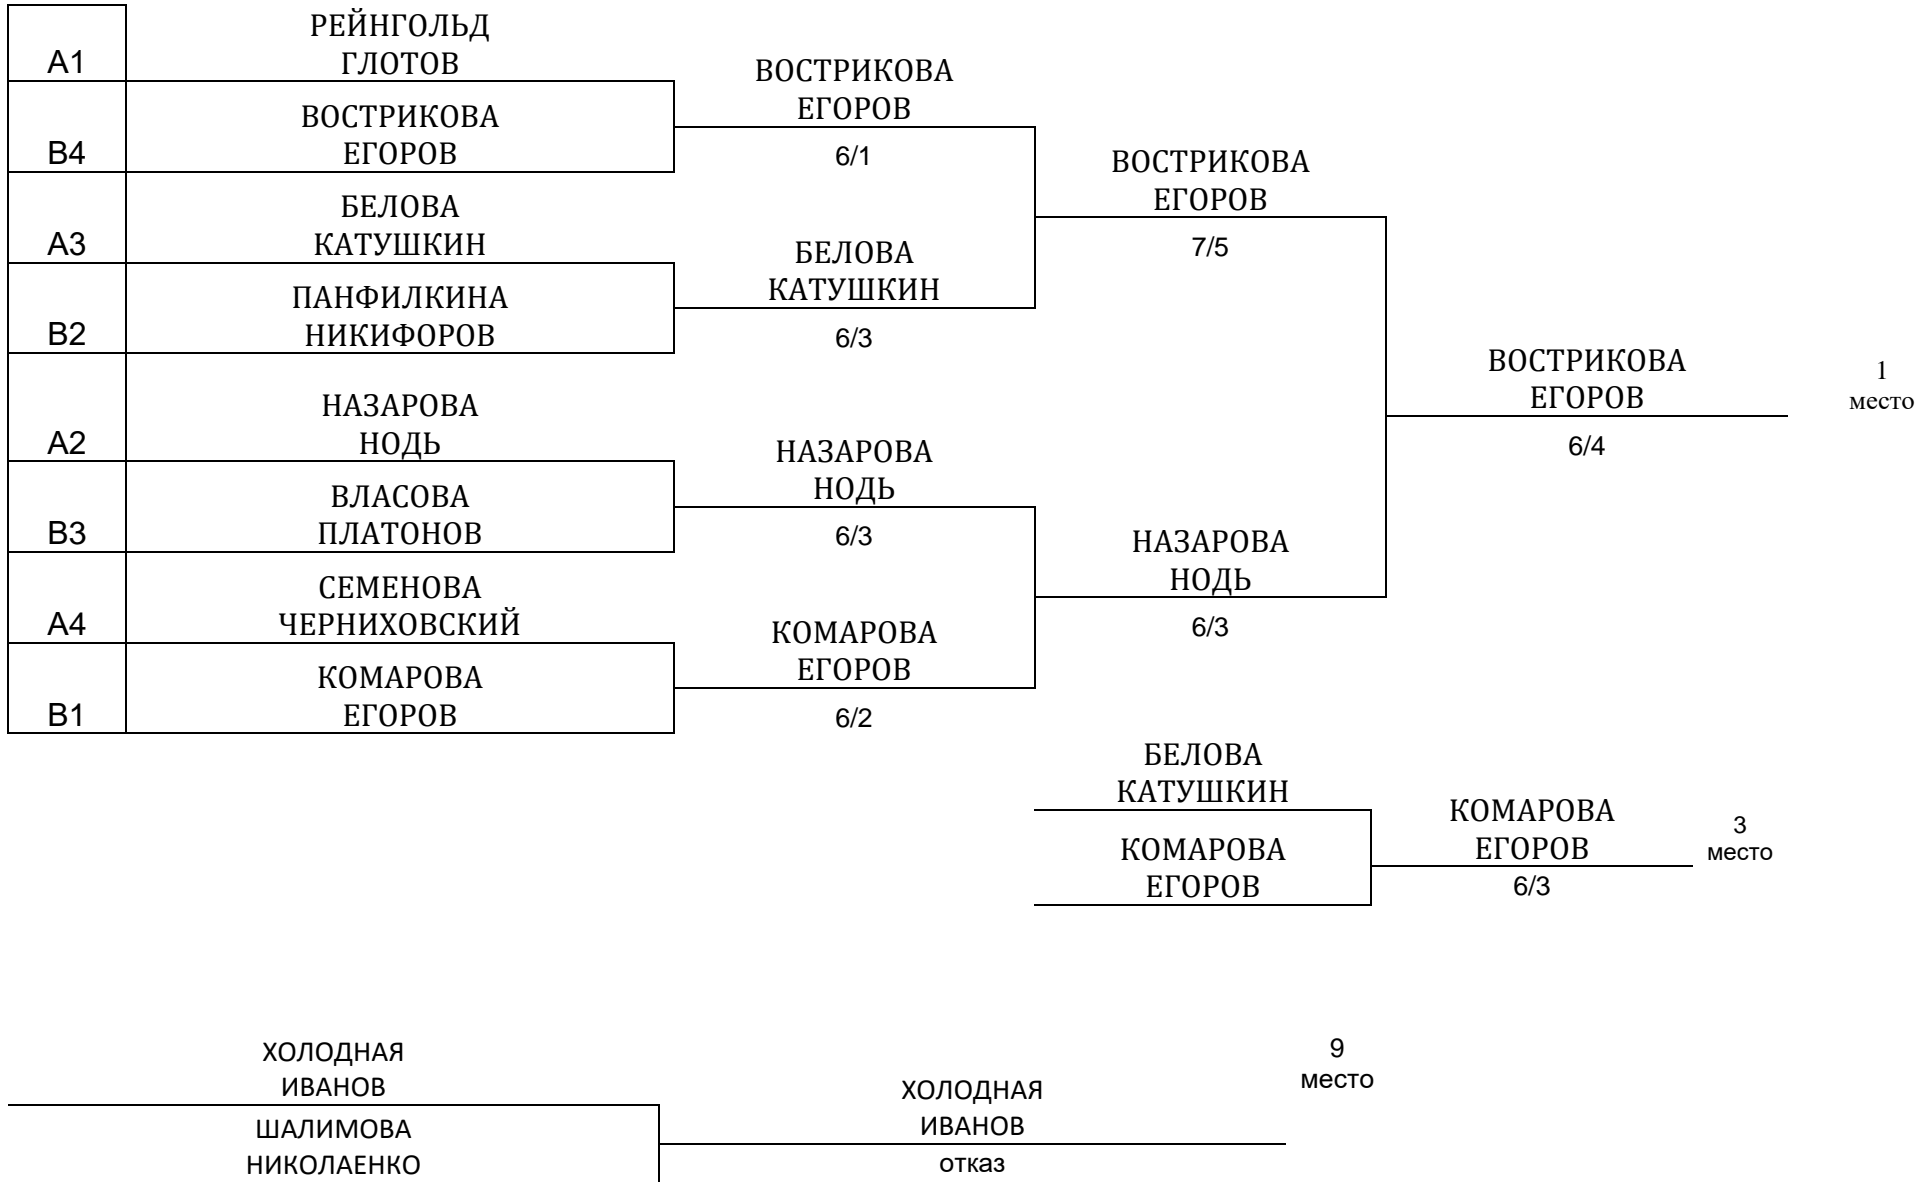 РЕЙНГОЛЬД
A1 ГЛОТОВ
ВОСТРИКОВА
ЕГОРОВ
ВОСТРИКОВА
B4 ЕГОРОВ
6/1
ВОСТРИКОВА
ЕГОРОВ
7/5
БЕЛОВА
A3 КАТУШКИН
БЕЛОВА
КАТУШКИН
6/3
ПАНФИЛКИНА
B2 НИКИФОРОВ
ВОСТРИКОВА
ЕГОРОВ
6/4
1
место
НАЗАРОВА
A2 НОДЬ
НАЗАРОВА
НОДЬ
6/3
ВЛАСОВА
B3 ПЛАТОНОВ
НАЗАРОВА
НОДЬ
6/3
СЕМЕНОВА
A4 ЧЕРНИХОВСКИЙ
КОМАРОВА
ЕГОРОВ
6/2
КОМАРОВА
B1 ЕГОРОВ
БЕЛОВА
КАТУШКИН
КОМАРОВА
ЕГОРОВ
КОМАРОВА
ЕГОРОВ
6/3
3
место
ХОЛОДНАЯ
ИВАНОВ
ШАЛИМОВА
НИКОЛАЕНКО
ХОЛОДНАЯ
ИВАНОВ
отказ
9
место